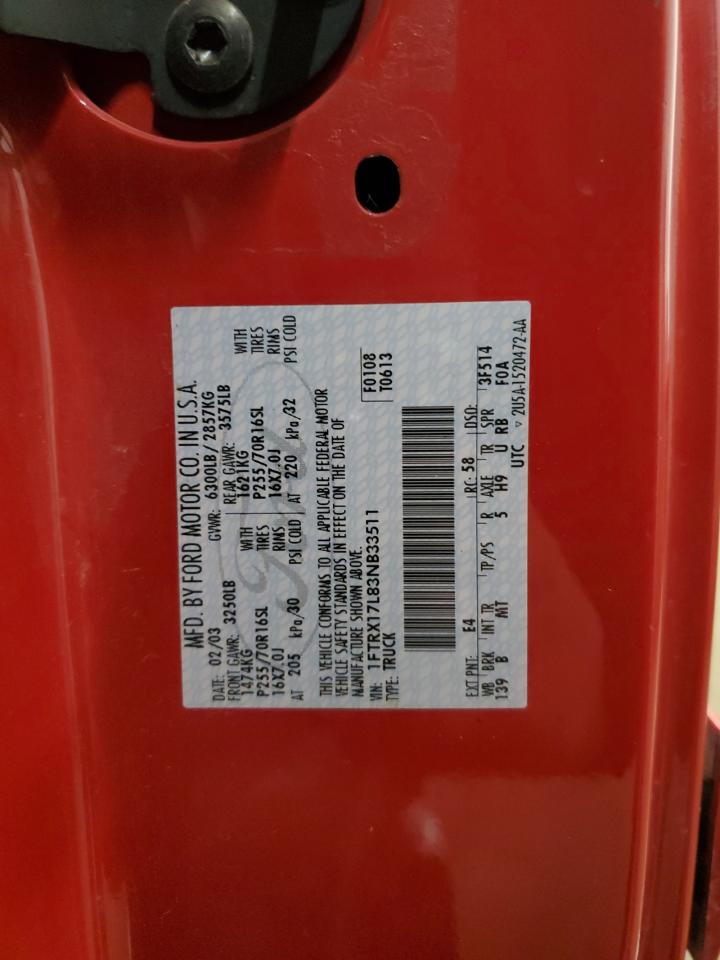 MFD. BY FORD MOTOR CO. IN U.S.A.
DATE: 02/03 GVWR: 6300LB / 2857KG
FRONT GAWR: 3250LB REAR GAWR: 3575LB
1474KG WITH 1621KG WITH
P255/70R16SL TIRES P255/70R16SL TIRES
16X7.0J RIMS 16X7.0J RIMS
AT 205 kPa/30 PSI COLD AT 220 kPa/32 PSI COLD
THIS VEHICLE CONFORMS TO ALL APPLICABLE FEDERAL MOTOR
VEHICLE SAFETY STANDARDS IN EFFECT ON THE DATE OF
MANUFACTURE SHOWN ABOVE.
VIN: 1FTRX17L83NB33511 F0108
TYPE: TRUCK T0613
EXT PNT: E4 RC: 58 DSO:
WB BRK INT TR TP/PS R AXLE TR SPR 3F514
139 B MT 5 H9 U RB F0A
UTC ▽ 2U5A-1520472-AA
Ford